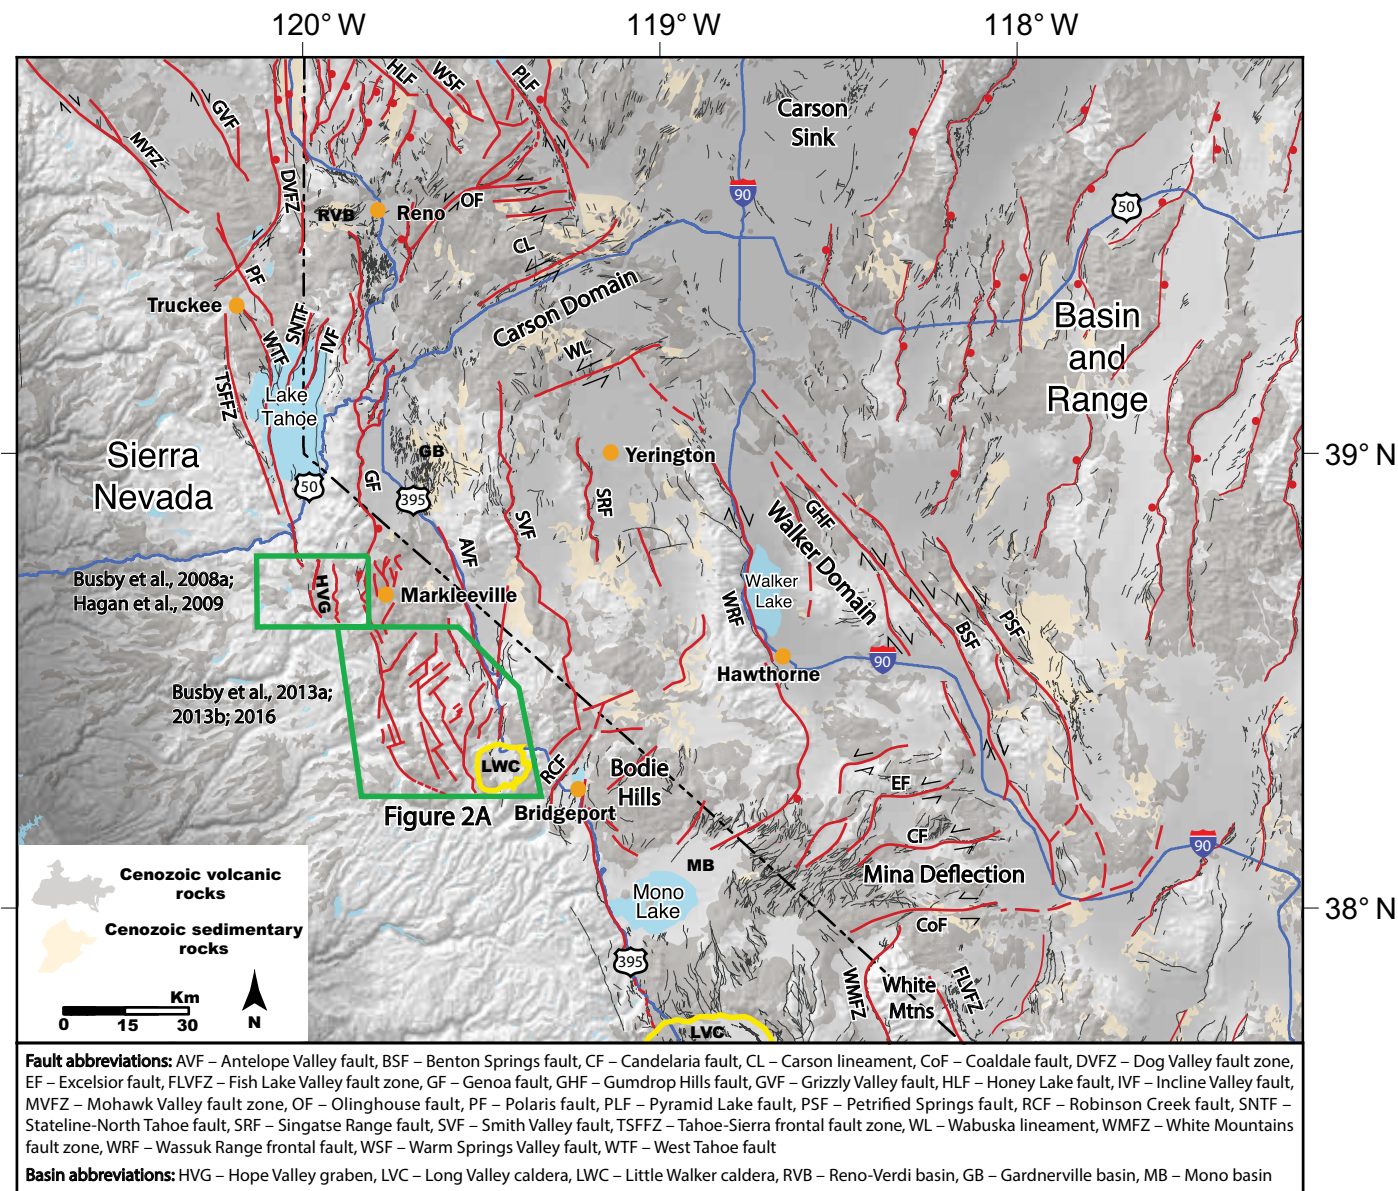 120° W
119° W
118° W
HLF
WSF
PLF
GVF
MVFZ
Carson
Sink
90
50
DVFZ
RVB
Reno
OF
CL
PF
Truckee
SNTF
IVF
WTF
TSFFZ
Carson Domain
WL
Basin
and
Range
Lake
Tahoe
Sierra
Nevada
GB
Yerington
39° N
50
395
GF
SVF
SRF
AVF
GHF
Walker Domain
Walker
Lake
WRF
BSF
PSF
Busby et al., 2008a;
Hagan et al., 2009
HVG
Markleeville
90
Hawthorne
Busby et al., 2013a;
2013b; 2016
LWC
RCF
Bodie
Hills
EF
Figure 2A
Bridgeport
CF
90
MB
Mina Deflection
Mono
Lake
38° N
CoF
395
WMFZ
White
Mtns
FLVFZ
LVC
Cenozoic volcanic
rocks
Cenozoic sedimentary
rocks
Km
0 15 30
N
Fault abbreviations: AVF – Antelope Valley fault, BSF – Benton Springs fault, CF – Candelaria fault, CL – Carson lineament, CoF – Coaldale fault, DVFZ – Dog Valley fault zone,
EF – Excelsior fault, FLVFZ – Fish Lake Valley fault zone, GF – Genoa fault, GHF – Gumdrop Hills fault, GVF – Grizzly Valley fault, HLF – Honey Lake fault, IVF – Incline Valley fault,
MVFZ – Mohawk Valley fault zone, OF – Olinghouse fault, PF – Polaris fault, PLF – Pyramid Lake fault, PSF – Petrified Springs fault, RCF – Robinson Creek fault, SNTF –
Stateline-North Tahoe fault, SRF – Singatse Range fault, SVF – Smith Valley fault, TSFFZ – Tahoe-Sierra frontal fault zone, WL – Wabuska lineament, WMFZ – White Mountains
fault zone, WRF – Wassuk Range frontal fault, WSF – Warm Springs Valley fault, WTF – West Tahoe fault
Basin abbreviations: HVG – Hope Valley graben, LVC – Long Valley caldera, LWC – Little Walker caldera, RVB – Reno-Verdi basin, GB – Gardnerville basin, MB – Mono basin